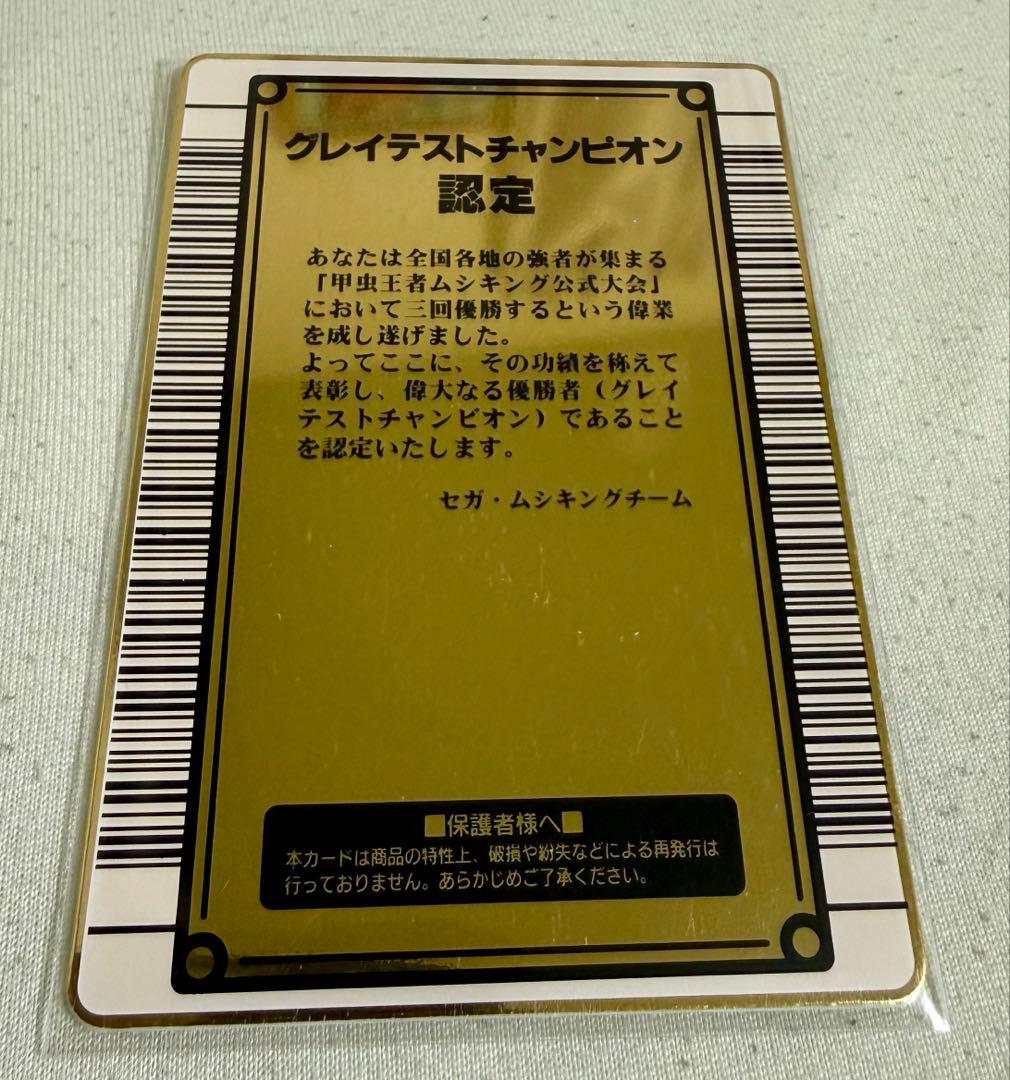 グレイテストチャンピオン
認定
あなたは全国各地の強者が集まる
「甲虫王者ムシキング公式大会」
において三回優勝するという偉業
を成し遂げました。
よってここに、その功績を称えて
表彰し、偉大なる優勝者（グレイ
テストチャンピオン）であること
を認定いたします。
セガ・ムシキングチーム
■保護者様へ■
本カードは商品の特性上、破損や紛失などによる再発行は
行っておりません。あらかじめご了承ください。